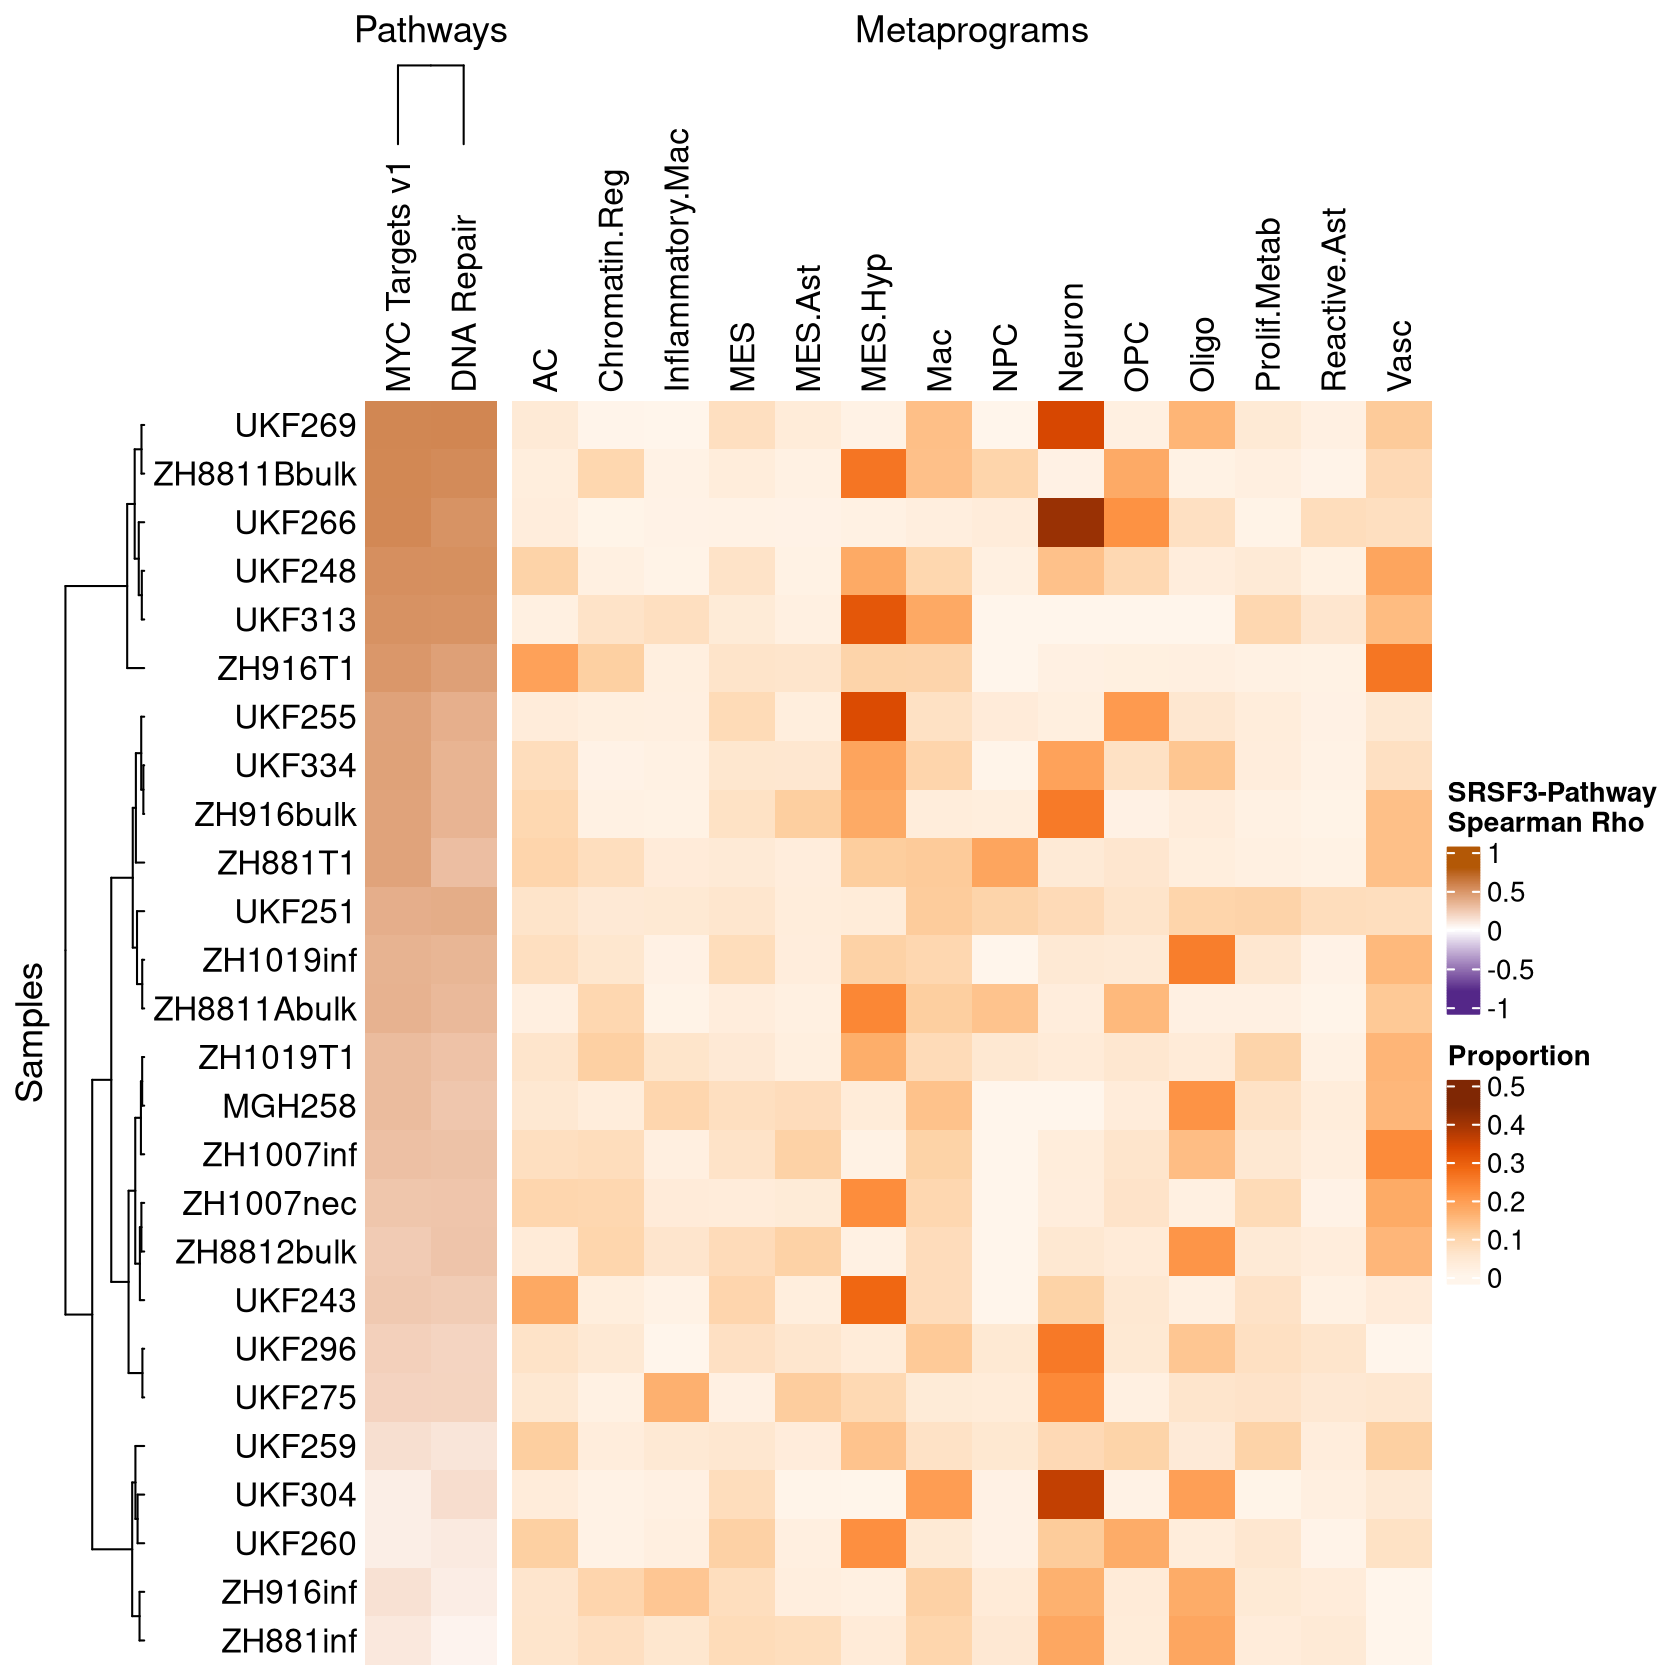 Pathways
Metaprograms
MYC Targets v1
DNA Repair
AC
Chromatin.Reg
Inflammatory.Mac
MES
MES.Ast
MES.Hyp
Mac
NPC
Neuron
OPC
Oligo
Prolif.Metab
Reactive.Ast
Vasc
Samples
UKF269
ZH8811Bbulk
UKF266
UKF248
UKF313
ZH916T1
UKF255
UKF334
ZH916bulk
ZH881T1
UKF251
ZH1019inf
ZH8811Abulk
ZH1019T1
MGH258
ZH1007inf
ZH1007nec
ZH8812bulk
UKF243
UKF296
UKF275
UKF259
UKF304
UKF260
ZH916inf
ZH881inf
SRSF3-Pathway
Spearman Rho
1
0.5
0
-0.5
-1
Proportion
0.5
0.4
0.3
0.2
0.1
0